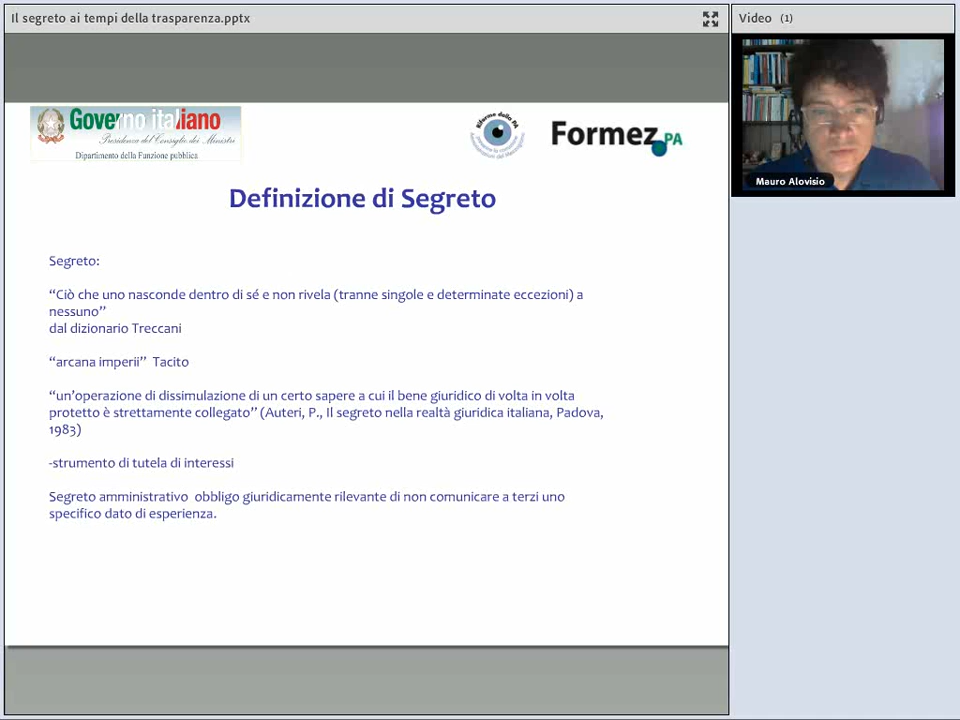 Il segreto ai tempi della trasparenza.pptx
Video (1)
Mauro Alovisio
Governo italiano
Presidenza del Consiglio dei Ministri
Dipartimento della Funzione pubblica
Riforme della PA
FormezPA
Definizione di Segreto
Segreto:
“Ciò che uno nasconde dentro di sé e non rivela (tranne singole e determinate eccezioni) a
nessuno”
dal dizionario Treccani
“arcana imperii” Tacito
“un’operazione di dissimulazione di un certo sapere a cui il bene giuridico di volta in volta
protetto è strettamente collegato” (Auteri, P., Il segreto nella realtà giuridica italiana, Padova,
1983)
-strumento di tutela di interessi
Segreto amministrativo obbligo giuridicamente rilevante di non comunicare a terzi uno
specifico dato di esperienza.